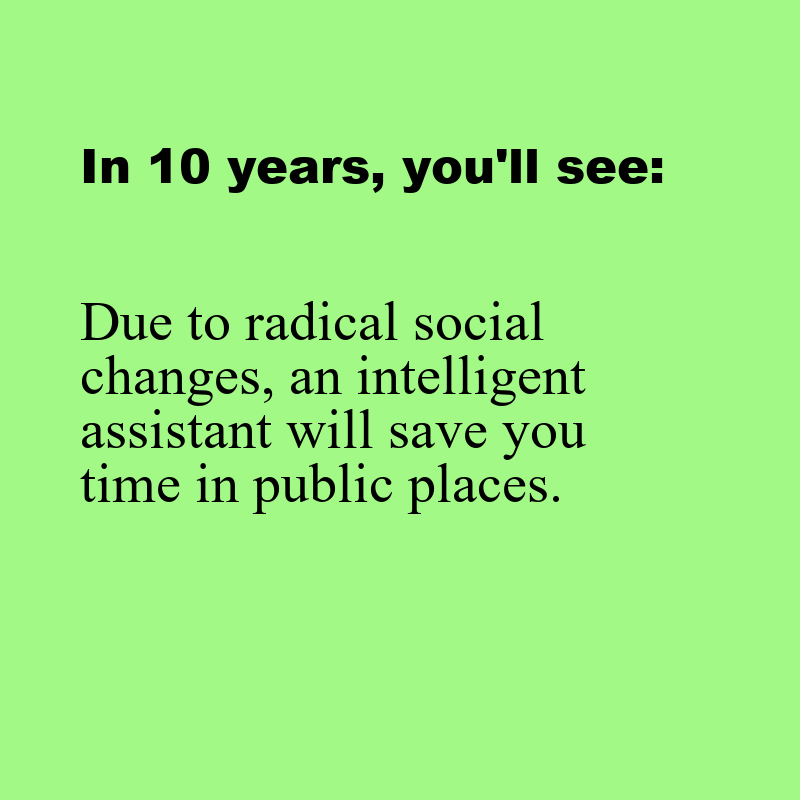 In 10 years, you'll see:
Due to radical social
changes, an intelligent
assistant will save you
time in public places.